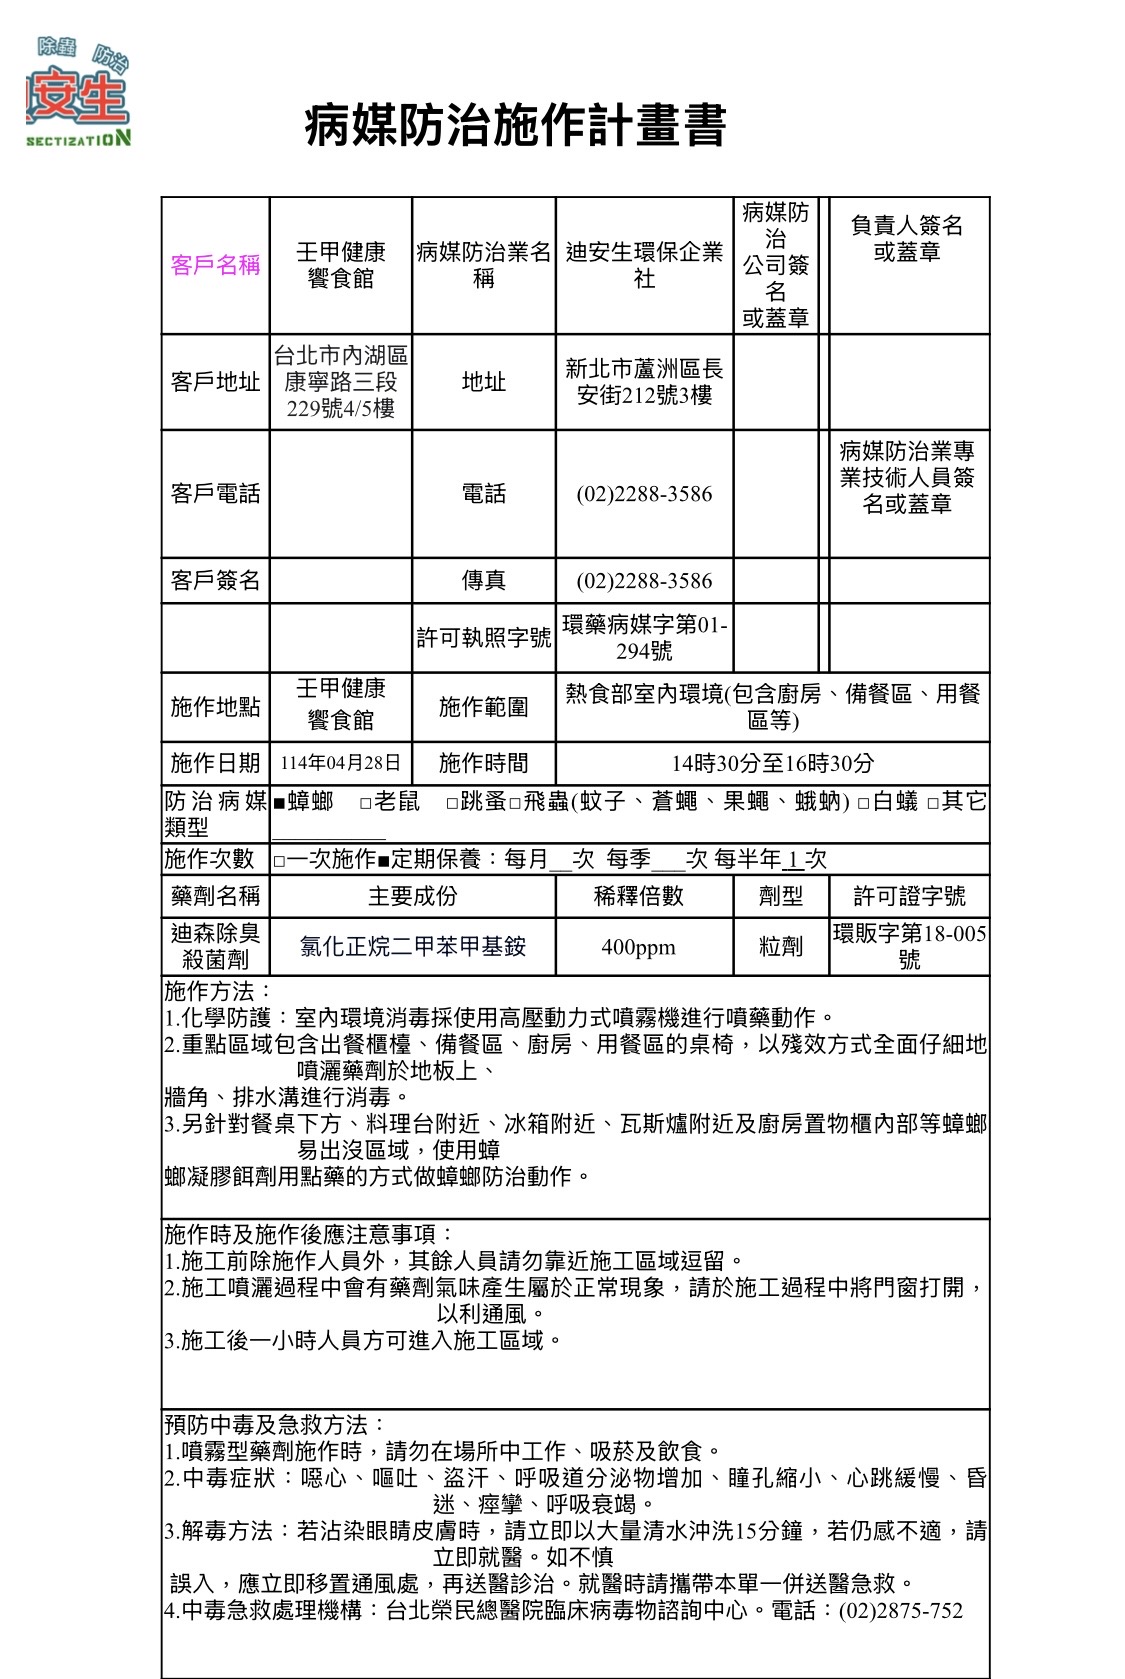 除蟲 防治
安生
SECTIZATION
病媒防治施作計畫書
客戶名稱
壬甲健康
饗食館
病媒防治業名
稱
迪安生環保企業
社
病媒防
治
公司簽
名
或蓋章
負責人簽名
或蓋章
客戶地址
台北市內湖區
康寧路三段
229號4/5樓
地址
新北市蘆洲區長
安街212號3樓
客戶電話
電話
(02)2288-3586
病媒防治業專
業技術人員簽
名或蓋章
客戶簽名
傳真
(02)2288-3586
許可執照字號
環藥病媒字第01-
294號
施作地點
壬甲健康
饗食館
施作範圍
熱食部室內環境(包含廚房、備餐區、用餐
區等)
施作日期
114年04月28日
施作時間
14時30分至16時30分
防治病媒
類型
■蟑螂 □老鼠 □跳蚤□飛蟲(蚊子、蒼蠅、果蠅、蛾蚋) □白蟻 □其它
__________
施作次數
□一次施作■定期保養：每月__次 每季___次 每半年 1 次
藥劑名稱
主要成份
稀釋倍數
劑型
許可證字號
迪森除臭
殺菌劑
氯化正烷二甲苯甲基銨
400ppm
粒劑
環販字第18-005
號
施作方法：
1.化學防護：室內環境消毒採使用高壓動力式噴霧機進行噴藥動作。
2.重點區域包含出餐櫃檯、備餐區、廚房、用餐區的桌椅，以殘效方式全面仔細地
噴灑藥劑於地板上、
牆角、排水溝進行消毒。
3.另針對餐桌下方、料理台附近、冰箱附近、瓦斯爐附近及廚房置物櫃內部等蟑螂
易出沒區域，使用蟑
螂凝膠餌劑用點藥的方式做蟑螂防治動作。
施作時及施作後應注意事項：
1.施工前除施作人員外，其餘人員請勿靠近施工區域逗留。
2.施工噴灑過程中會有藥劑氣味產生屬於正常現象，請於施工過程中將門窗打開，
以利通風。
3.施工後一小時人員方可進入施工區域。
預防中毒及急救方法：
1.噴霧型藥劑施作時，請勿在場所中工作、吸菸及飲食。
2.中毒症狀：噁心、嘔吐、盜汗、呼吸道分泌物增加、瞳孔縮小、心跳緩慢、昏
迷、痙攣、呼吸衰竭。
3.解毒方法：若沾染眼睛皮膚時，請立即以大量清水沖洗15分鐘，若仍感不適，請
立即就醫。如不慎
誤入，應立即移置通風處，再送醫診治。就醫時請攜帶本單一併送醫急救。
4.中毒急救處理機構：台北榮民總醫院臨床病毒物諮詢中心。電話：(02)2875-752